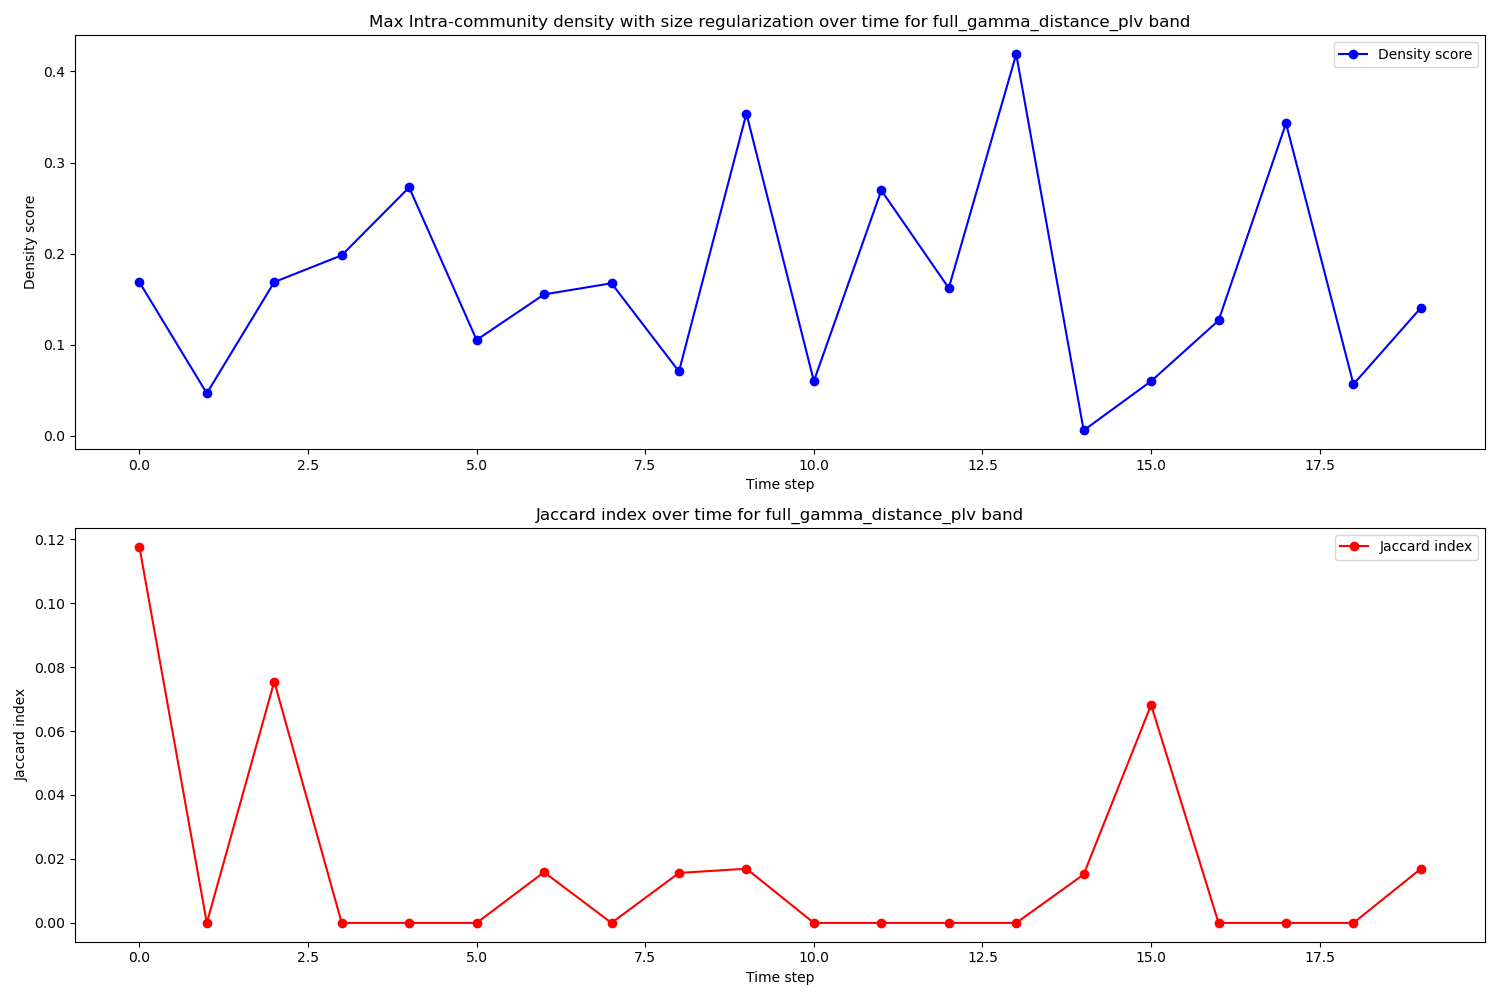 Max Intra-community density with size regularization over time for full_gamma_distance_plv band
Density score
0.4
0.3
0.2
0.1
0.0
Density score
0.0 2.5 5.0 7.5 10.0 12.5 15.0 17.5
Time step
Jaccard index over time for full_gamma_distance_plv band
Jaccard index
0.12
0.10
0.08
0.06
0.04
0.02
0.00
Jaccard index
0.0 2.5 5.0 7.5 10.0 12.5 15.0 17.5
Time step